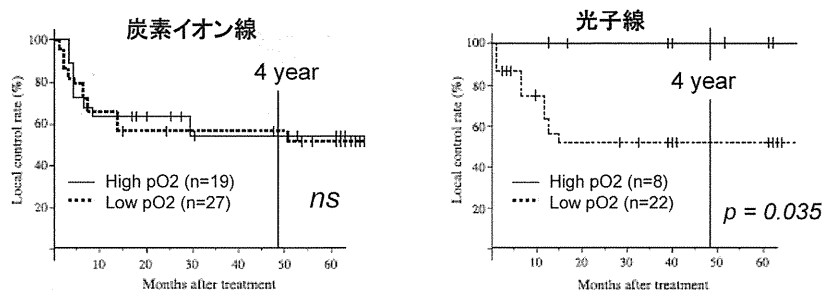 炭素イオン線
100
80
60
40
20
Local control rate (%)
4 year
High pO2 (n=19)
Low pO2 (n=27)
ns
10
20
30
40
50
60
Months after treatment
光子線
100
80
60
40
20
Local control rate (%)
4 year
High pO2 (n=8)
Low pO2 (n=22)
p = 0.035
10
20
30
40
50
60
Months after treatment